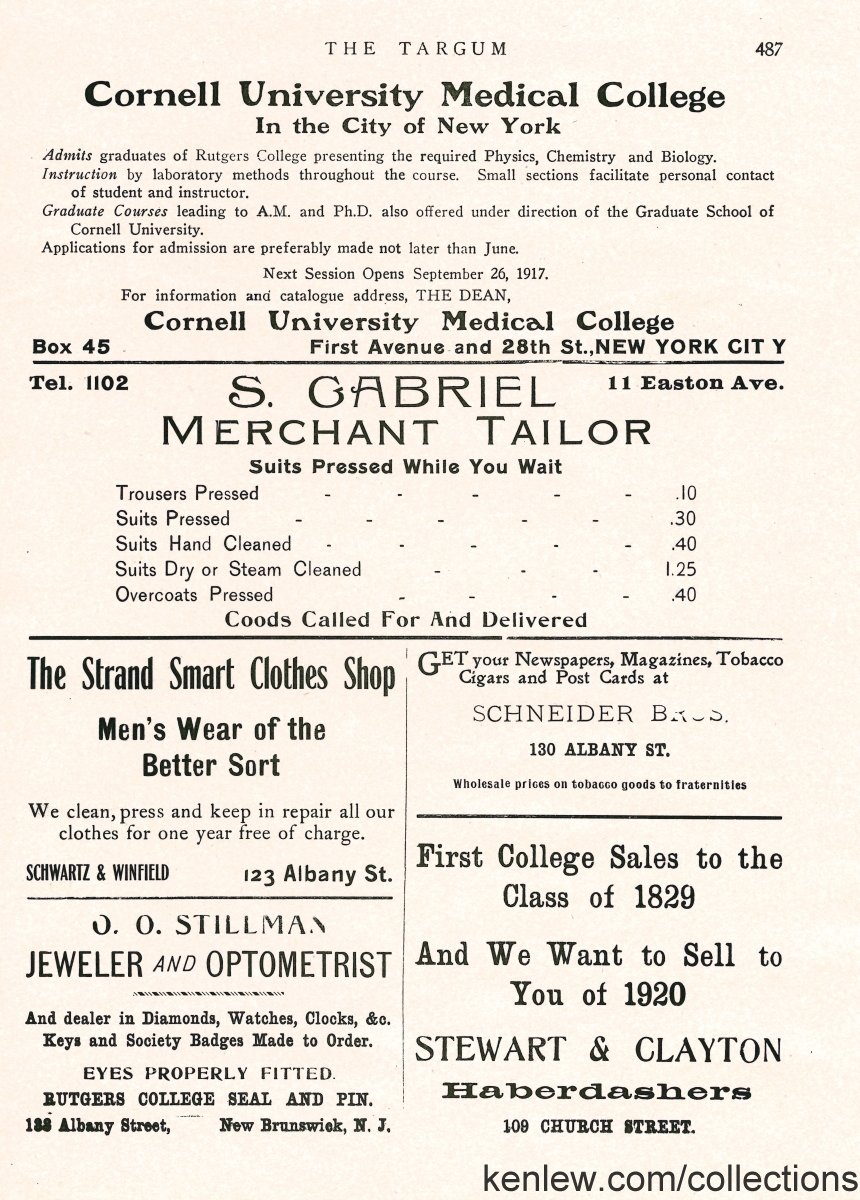 THE TARGUM 487
Cornell University Medical College
In the City of New York
Admits graduates of Rutgers College presenting the required Physics, Chemistry and Biology.
Instruction by laboratory methods throughout the course. Small sections facilitate personal contact
of student and instructor.
Graduate Courses leading to A.M. and Ph.D. also offered under direction of the Graduate School of
Cornell University.
Applications for admission are preferably made not later than June.
Next Session Opens September 26, 1917.
For information and catalogue address, THE DEAN,
Cornell University Medical College
Box 45 First Avenue and 28th St., NEW YORK CIT Y
Tel. 1102 S. GABRIEL 11 Easton Ave.
MERCHANT TAILOR
Suits Pressed While You Wait
Trousers Pressed - - - - - .10
Suits Pressed - - - - - .30
Suits Hand Cleaned - - - - - .40
Suits Dry or Steam Cleaned - - - 1.25
Overcoats Pressed - - - - .40
Goods Called For And Delivered
The Strand Smart Clothes Shop
Men's Wear of the
Better Sort
We clean, press and keep in repair all our
clothes for one year free of charge.
SCHWARTZ & WINFIELD 123 Albany St.
O. O. STILLMAN
JEWELER AND OPTOMETRIST
And dealer in Diamonds, Watches, Clocks, &c.
Keys and Society Badges Made to Order.
EYES PROPERLY FITTED.
RUTGERS COLLEGE SEAL AND PIN.
Albany Street, New Brunswick, N. J.
GET your Newspapers, Magazines, Tobacco
Cigars and Post Cards at
SCHNEIDER BROS.
130 ALBANY ST.
Wholesale prices on tobacco goods to fraternities
First College Sales to the
Class of 1829
And We Want to Sell to
You of 1920
STEWART & CLAYTON
Haberdashers
109 CHURCH STREET.
kenlew.com/collections